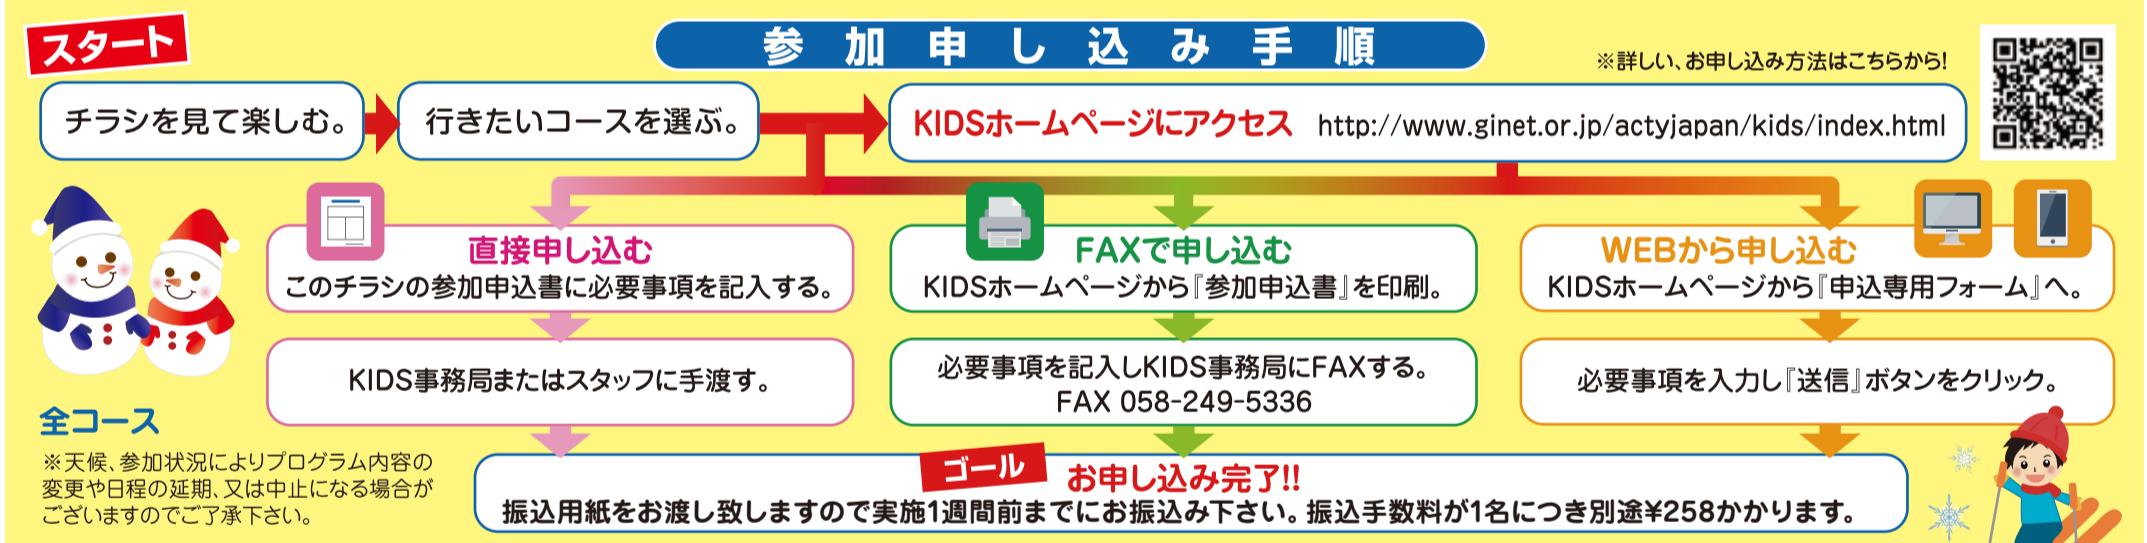 スタート
参加申し込み手順
※詳しい、お申し込み方法はこちらから!
チラシを見て楽しむ。
行きたいコースを選ぶ。
KIDSホームページにアクセス http://www.ginet.or.jp/actyjapan/kids/index.html
直接申し込む
このチラシの参加申込書に必要事項を記入する。
KIDS事務局またはスタッフに手渡す。
FAXで申し込む
KIDSホームページから『参加申込書』を印刷。
必要事項を記入しKIDS事務局にFAXする。
FAX 058-249-5336
WEBから申し込む
KIDSホームページから『申込専用フォーム』へ。
必要事項を入力し『送信』ボタンをクリック。
全コース
※天候、参加状況によりプログラム内容の
変更や日程の延期、又は中止になる場合が
ございますのでご了承下さい。
ゴール
お申し込み完了!!
振込用紙をお渡し致しますので実施1週間前までにお振込み下さい。振込手数料が1名につき別途¥258かかります。